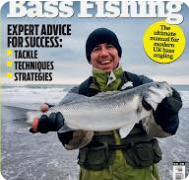 Bass Fishing
EXPERT ADVICE
FOR SUCCESS:
TACKLE
TECHNIQUES
STRATEGIES
The
ultimate
manual for
modern
UK bass
angling